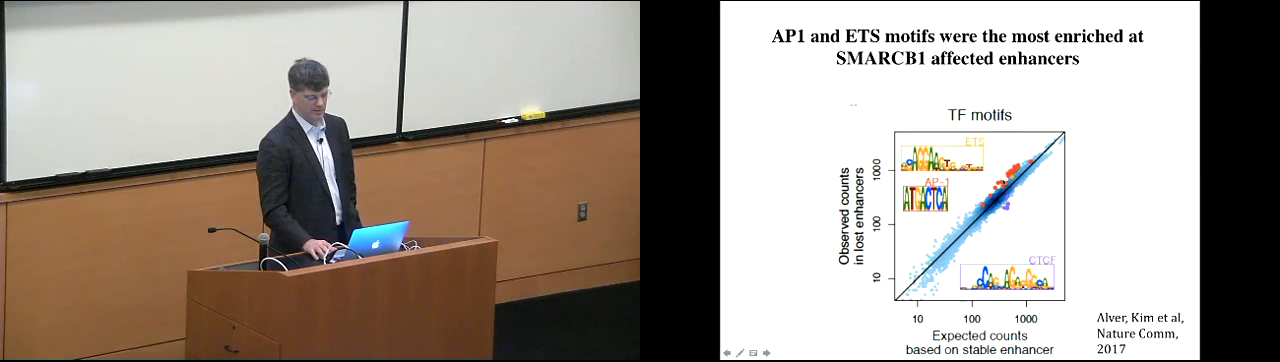 AP1 and ETS motifs were the most enriched at
SMARCB1 affected enhancers
TF motifs
ETS
AP-1
ATGACTCA
CTCF
Observed counts
in lost enhancers
1000
100
10
10
100
1000
Expected counts
based on stable enhancer
Alver, Kim et al,
Nature Comm,
2017